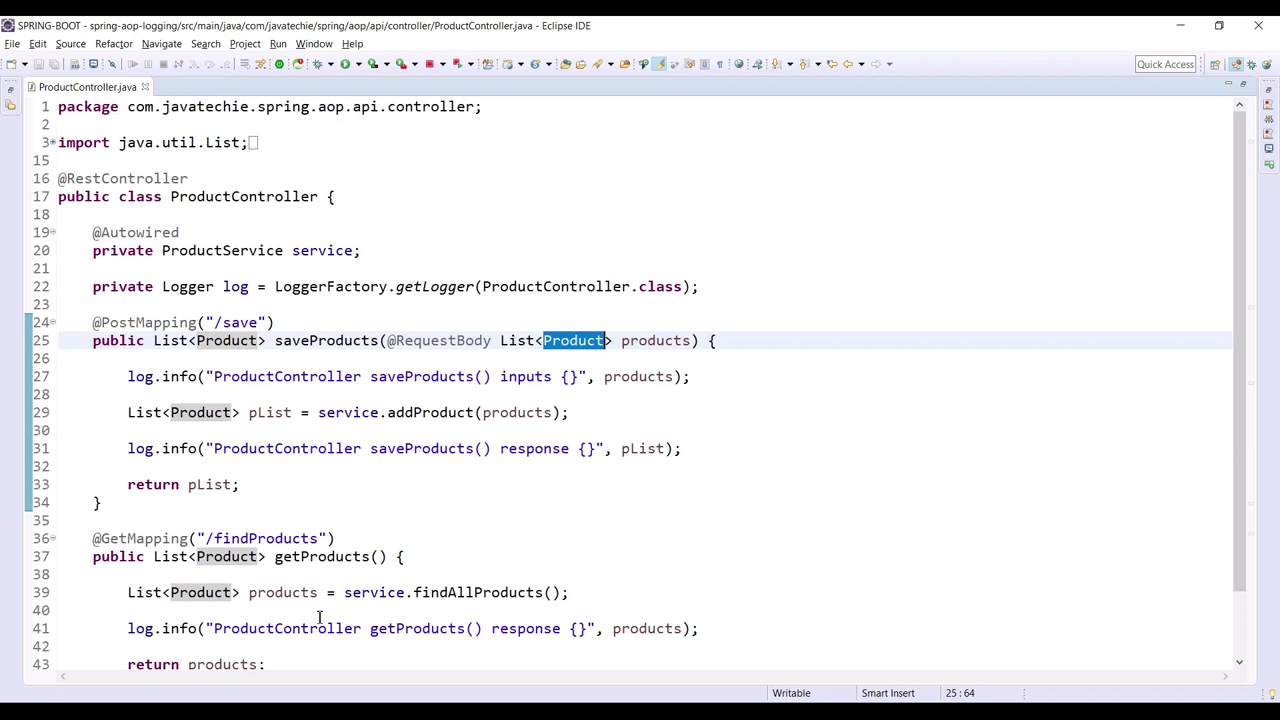 SPRING-BOOT - spring-aop-logging/src/main/java/com/javatechie/spring/aop/api/controller/ProductController.java - Eclipse IDE
File Edit Source Refactor Navigate Search Project Run Window Help
Quick Access
ProductController.java
1 package com.javatechie.spring.aop.api.controller;
2
3 import java.util.List;
15
16 @RestController
17 public class ProductController {
18
19 @Autowired
20 private ProductService service;
21
22 private Logger log = LoggerFactory.getLogger(ProductController.class);
23
24 @PostMapping("/save")
25 public List<Product> saveProducts(@RequestBody List<Product> products) {
26
27 log.info("ProductController saveProducts() inputs {}", products);
28
29 List<Product> pList = service.addProduct(products);
30
31 log.info("ProductController saveProducts() response {}", pList);
32
33 return pList;
34 }
35
36 @GetMapping("/findProducts")
37 public List<Product> getProducts() {
38
39 List<Product> products = service.findAllProducts();
40
41 log.info("ProductController getProducts() response {}", products);
42
43 return products;
Writable Smart Insert 25 : 64